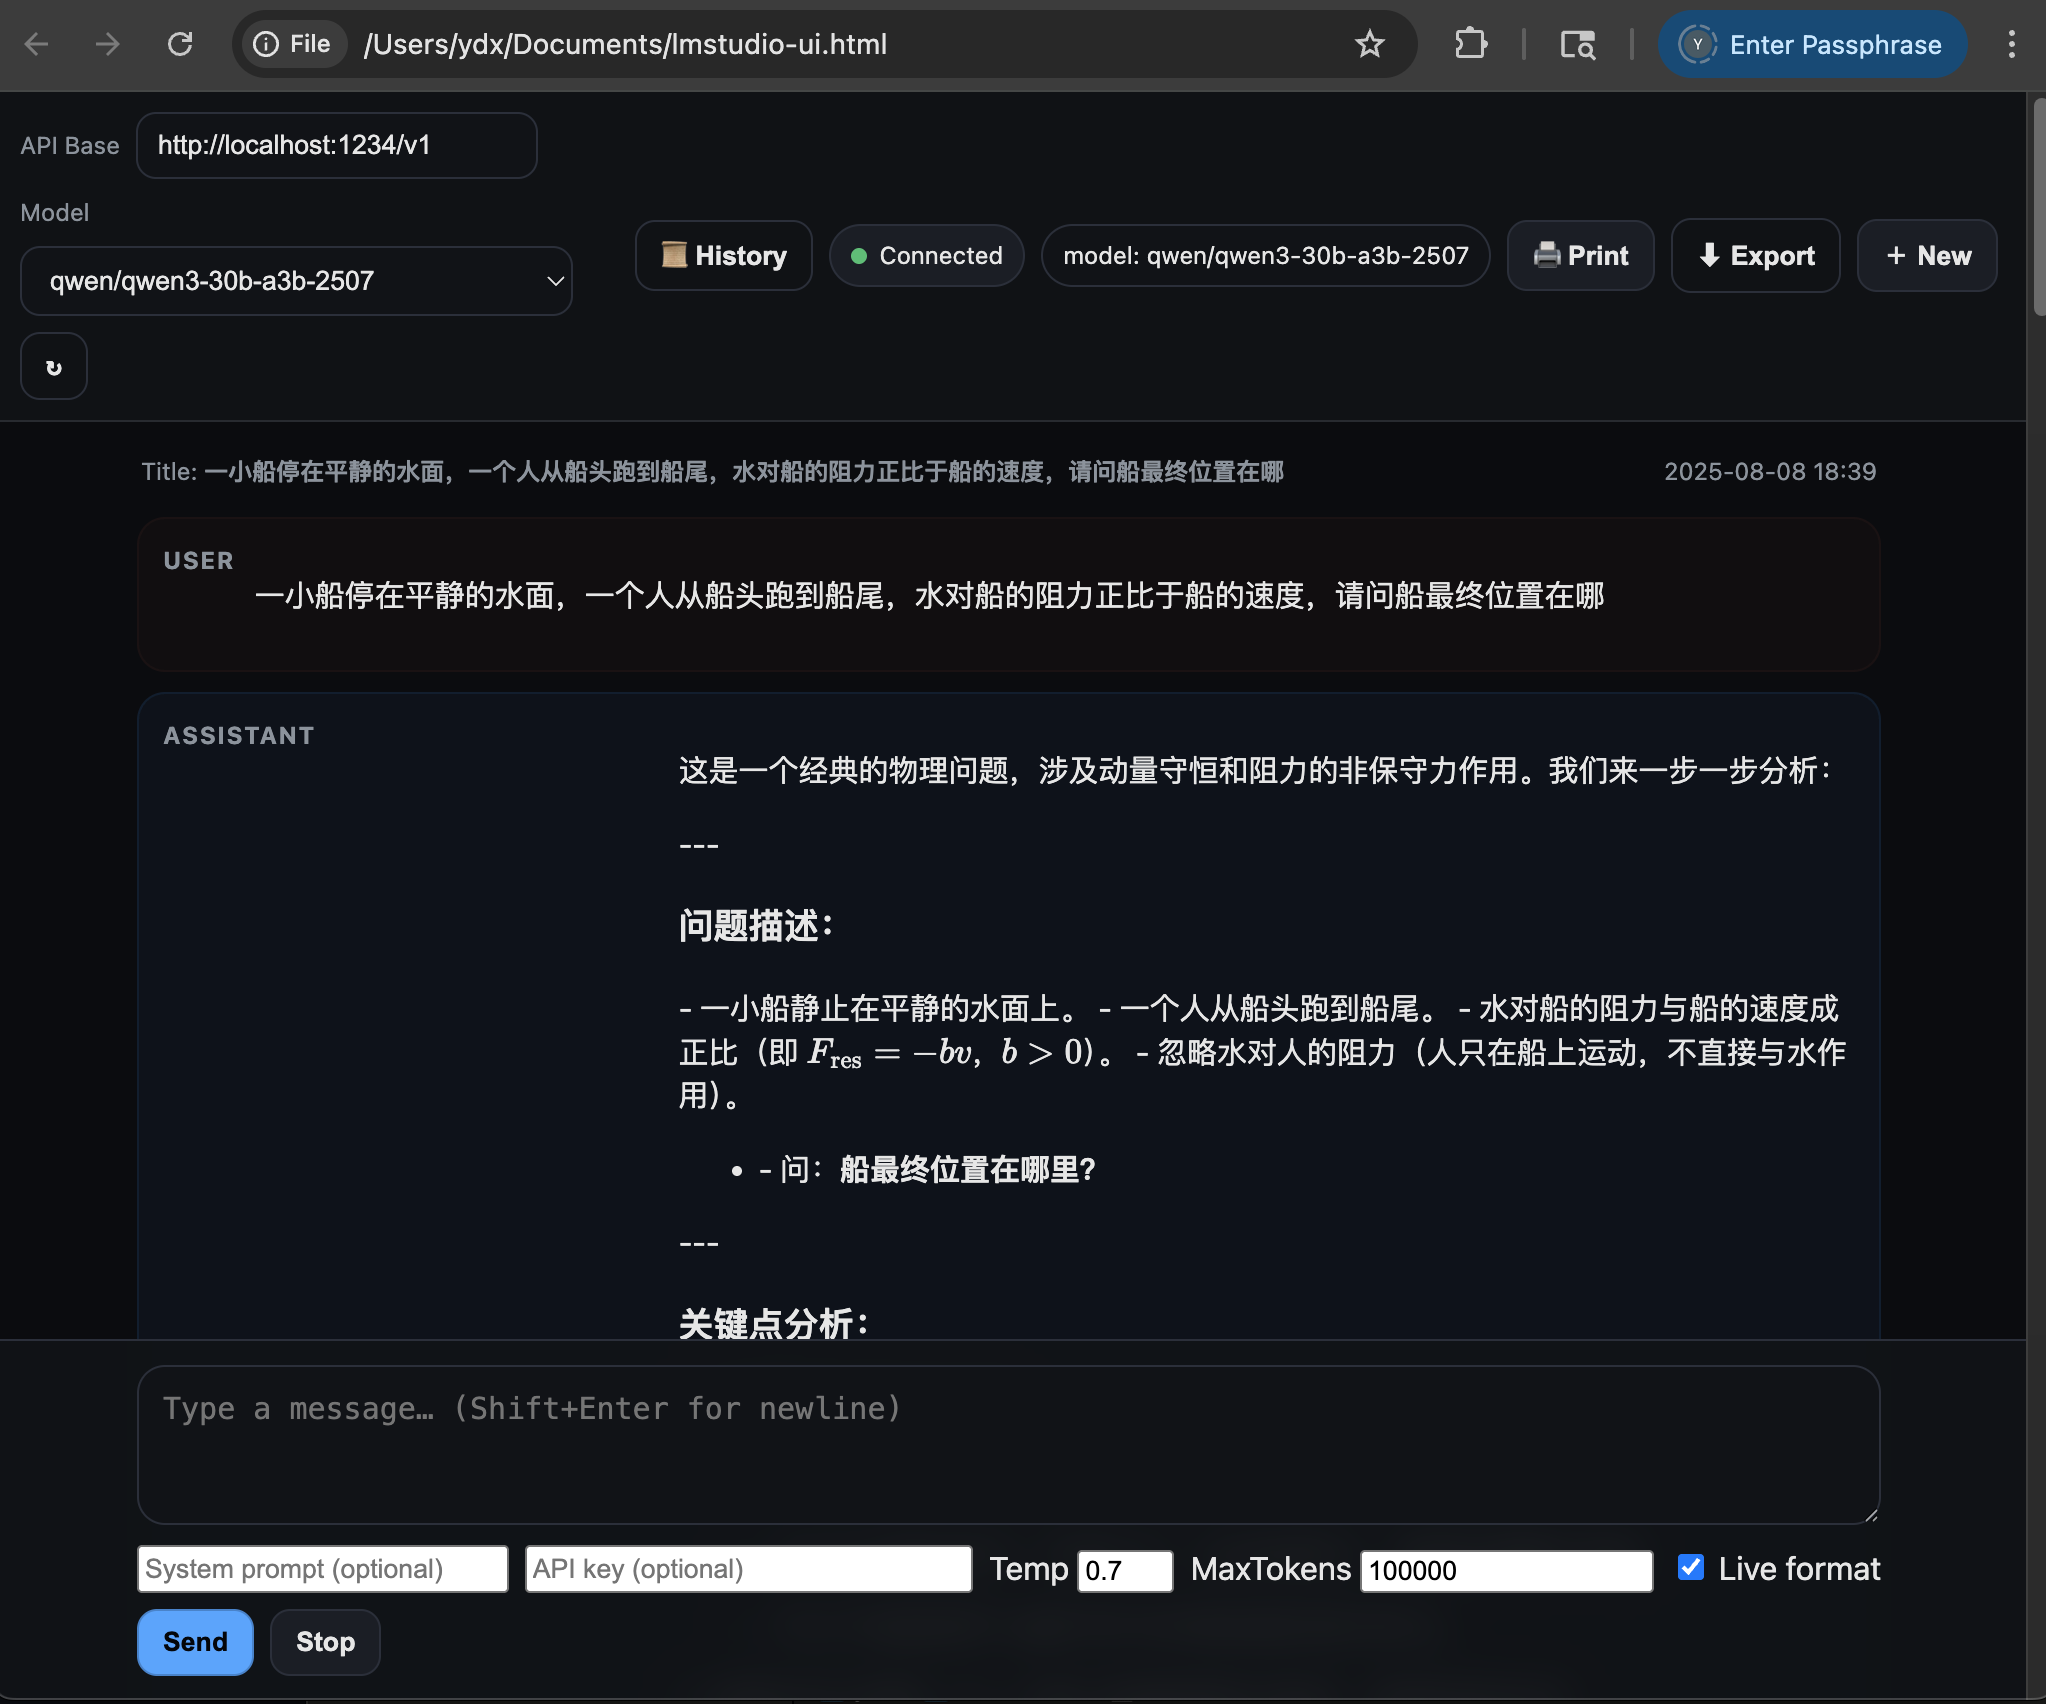 File /Users/ydx/Documents/lmstudio-ui.html Y Enter Passphrase
API Base http://localhost:1234/v1
Model
qwen/qwen3-30b-a3b-2507
History Connected model: qwen/qwen3-30b-a3b-2507 Print Export + New
Title: 一小船停在平静的水面，一个人从船头跑到船尾，水对船的阻力正比于船的速度，请问船最终位置在哪 2025-08-08 18:39
USER
一小船停在平静的水面，一个人从船头跑到船尾，水对船的阻力正比于船的速度，请问船最终位置在哪
ASSISTANT
这是一个经典的物理问题，涉及动量守恒和阻力的非保守力作用。我们来一步一步分析：
---
问题描述：
- 一小船静止在平静的水面上。 - 一个人从船头跑到船尾。 - 水对船的阻力与船的速度成
正比（即 F_res = −bv, b > 0）。 - 忽略水对人的阻力（人只在船上运动，不直接与水作
用）。
• - 问：船最终位置在哪里？
---
关键点分析：
Type a message… (Shift+Enter for newline)
System prompt (optional) API key (optional) Temp 0.7 MaxTokens 100000 Live format
Send Stop